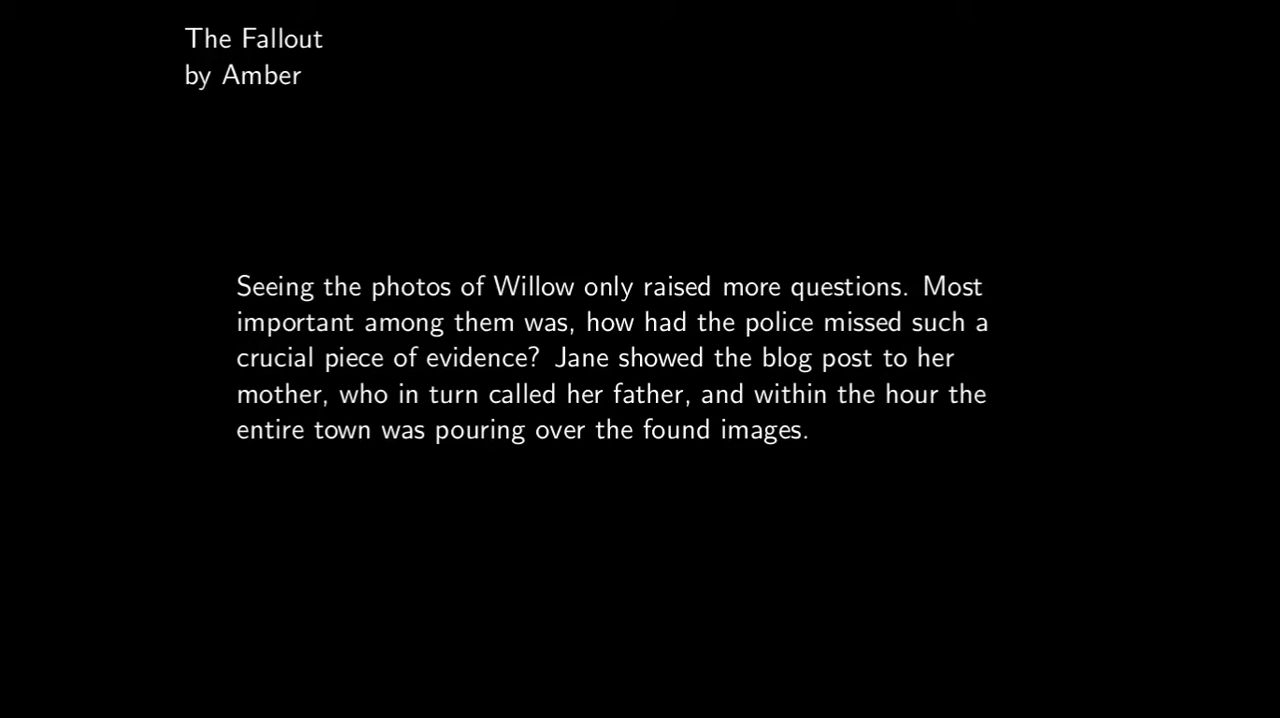 The Fallout
by Amber
Seeing the photos of Willow only raised more questions. Most
important among them was, how had the police missed such a
crucial piece of evidence? Jane showed the blog post to her
mother, who in turn called her father, and within the hour the
entire town was pouring over the found images.